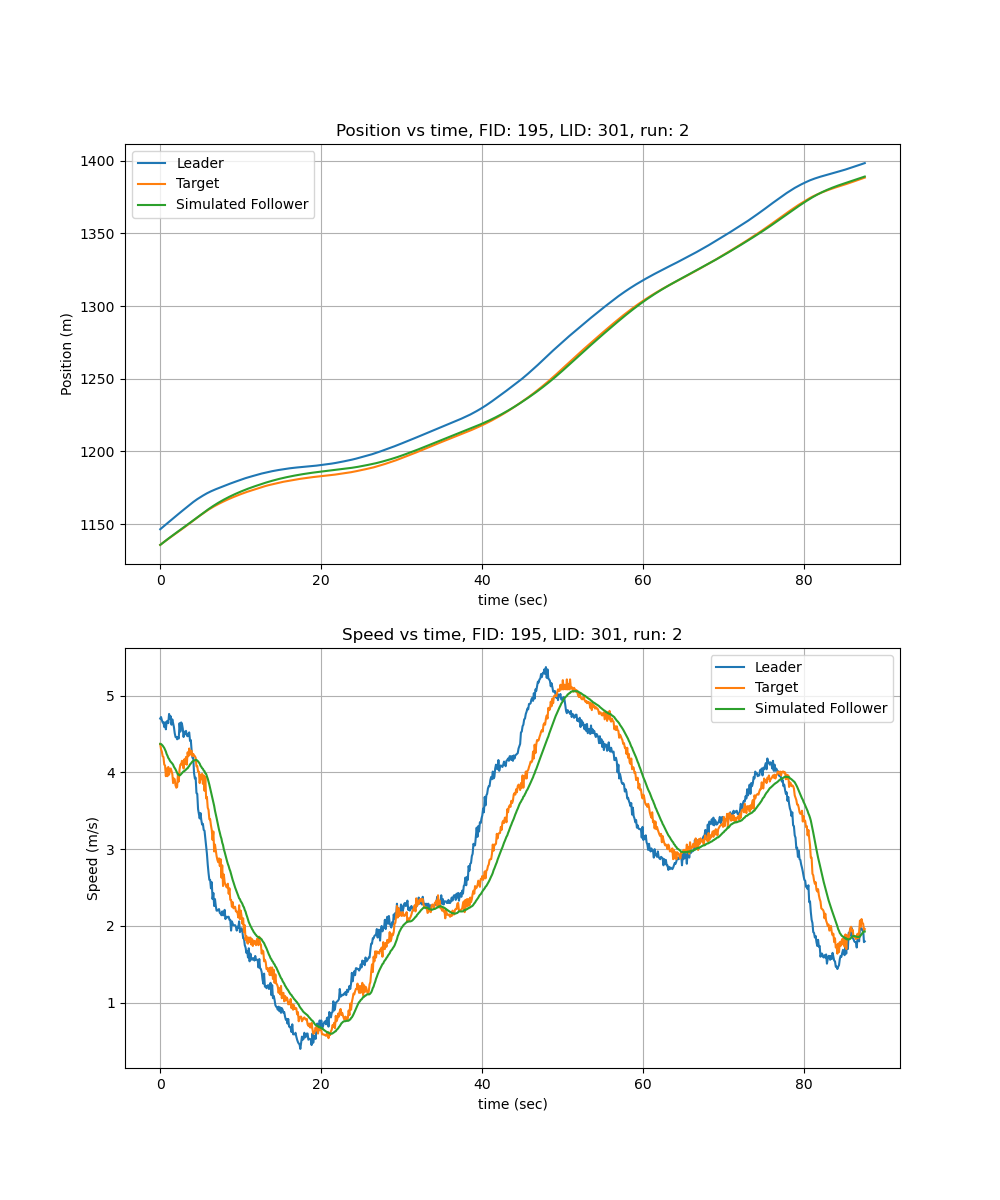 Position vs time, FID: 195, LID: 301, run: 2
Leader
Target
Simulated Follower
1400
1350
1300
1250
1200
1150
Position (m)
0 20 40 60 80
time (sec)
Speed vs time, FID: 195, LID: 301, run: 2
Leader
Target
Simulated Follower
5
4
3
2
1
Speed (m/s)
0 20 40 60 80
time (sec)